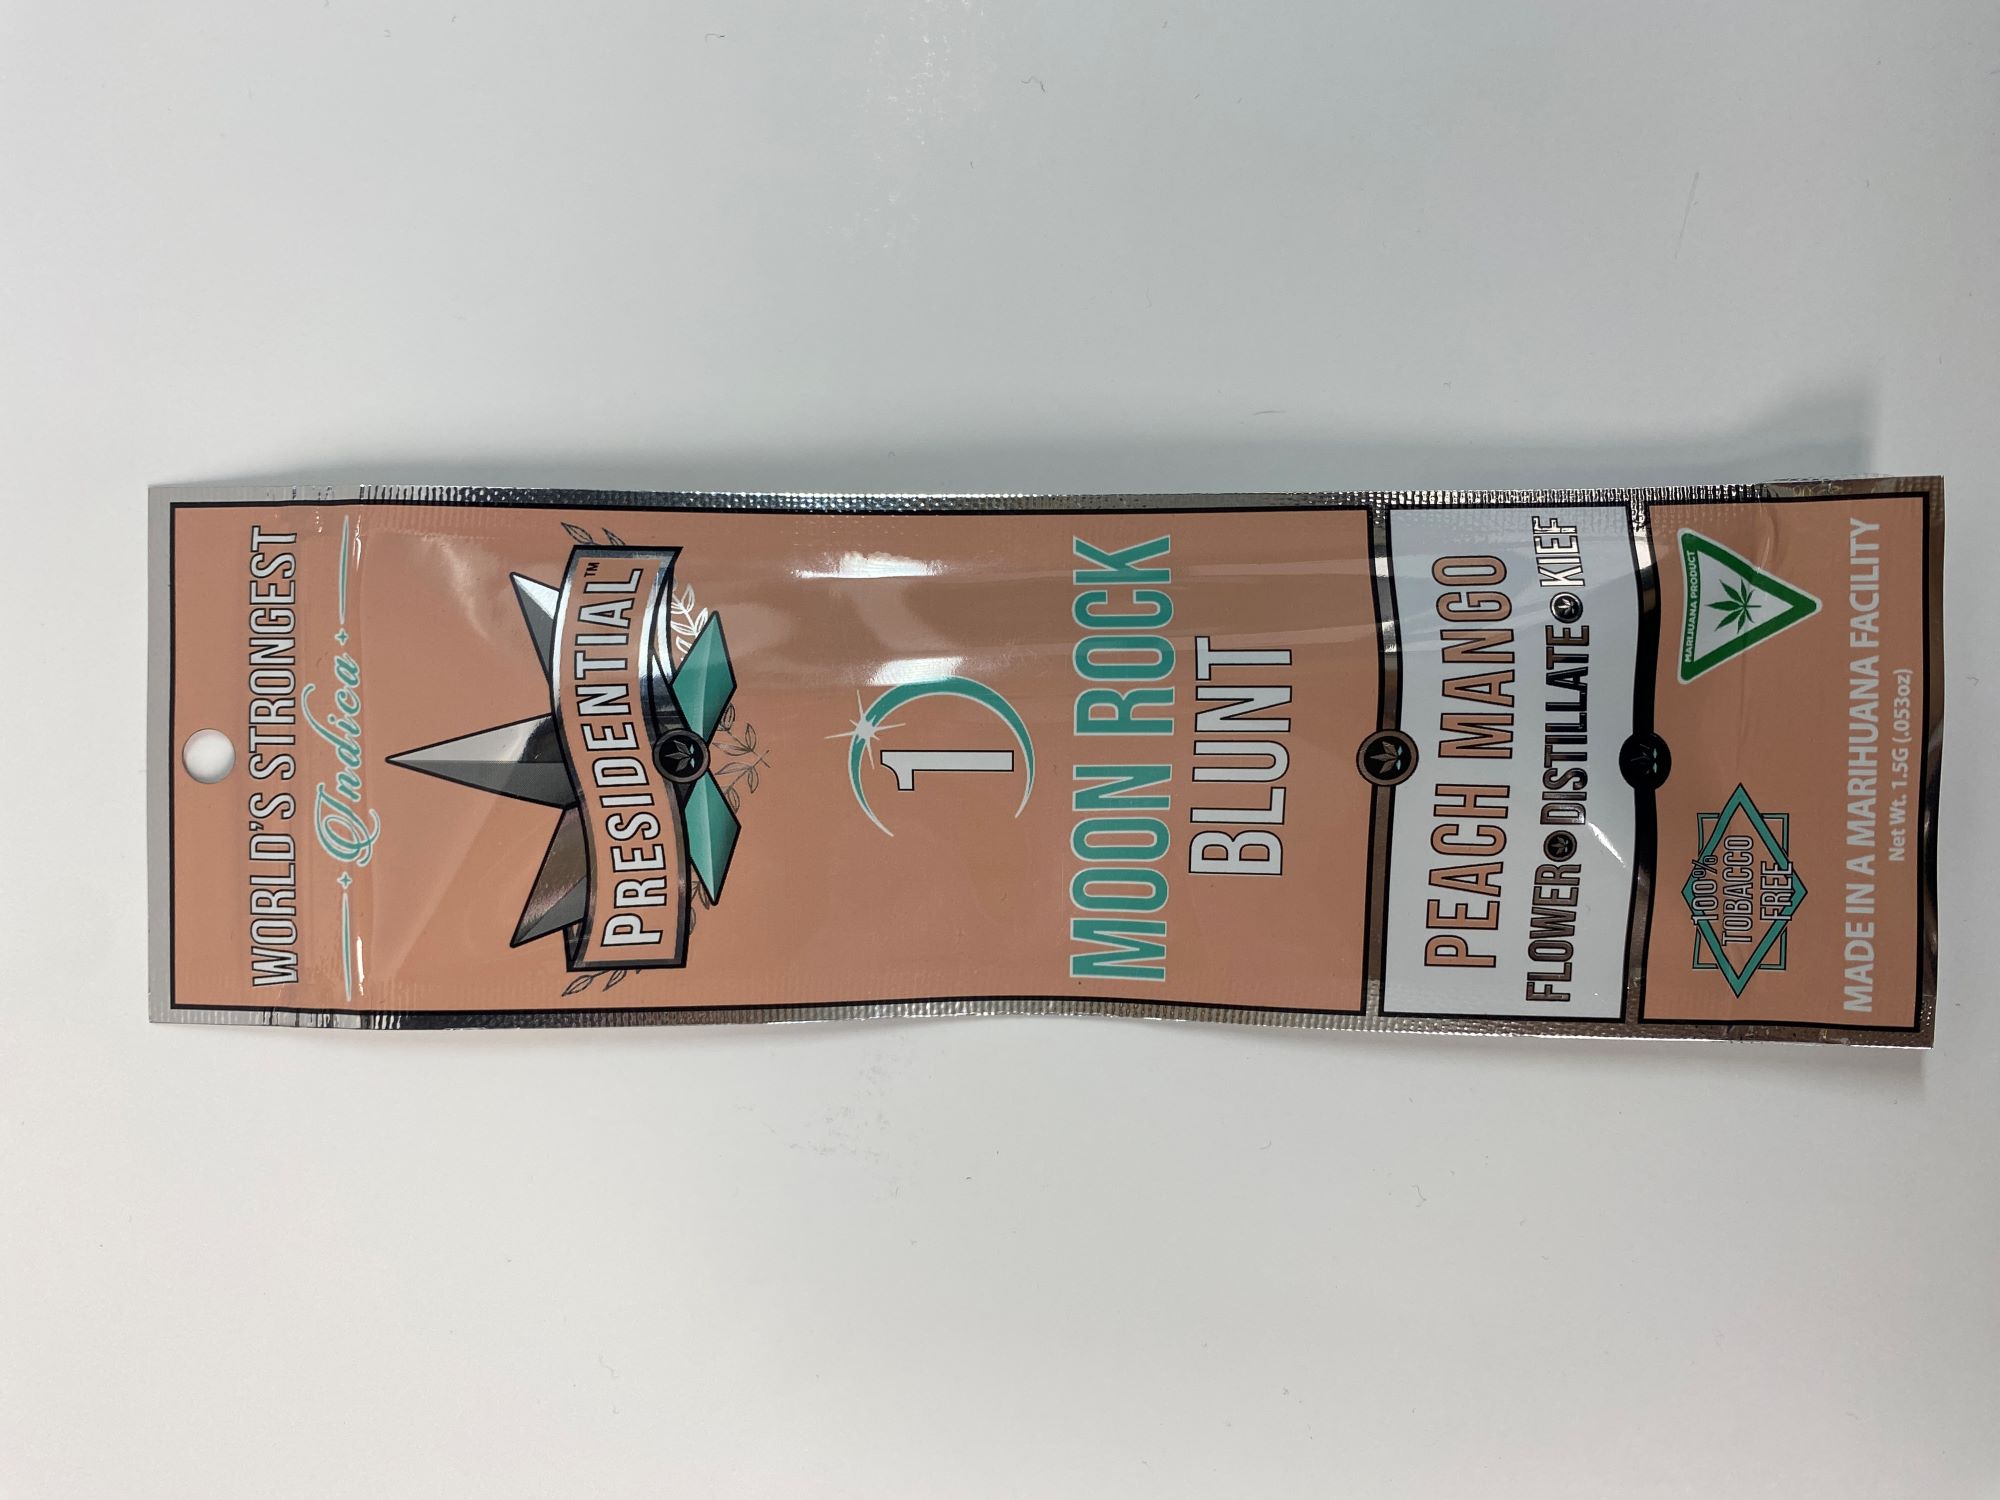 WORLD'S STRONGEST
Indica
PRESIDENTIAL™
1
MOON ROCK
BLUNT
PEACH MANGO
FLOWER DISTILLATE KIEF
100%
TOBACCO
FREE
MARIJUANA PRODUCT
MADE IN A MARIHUANA FACILITY
Net Wt. 1.5G (.053oz)